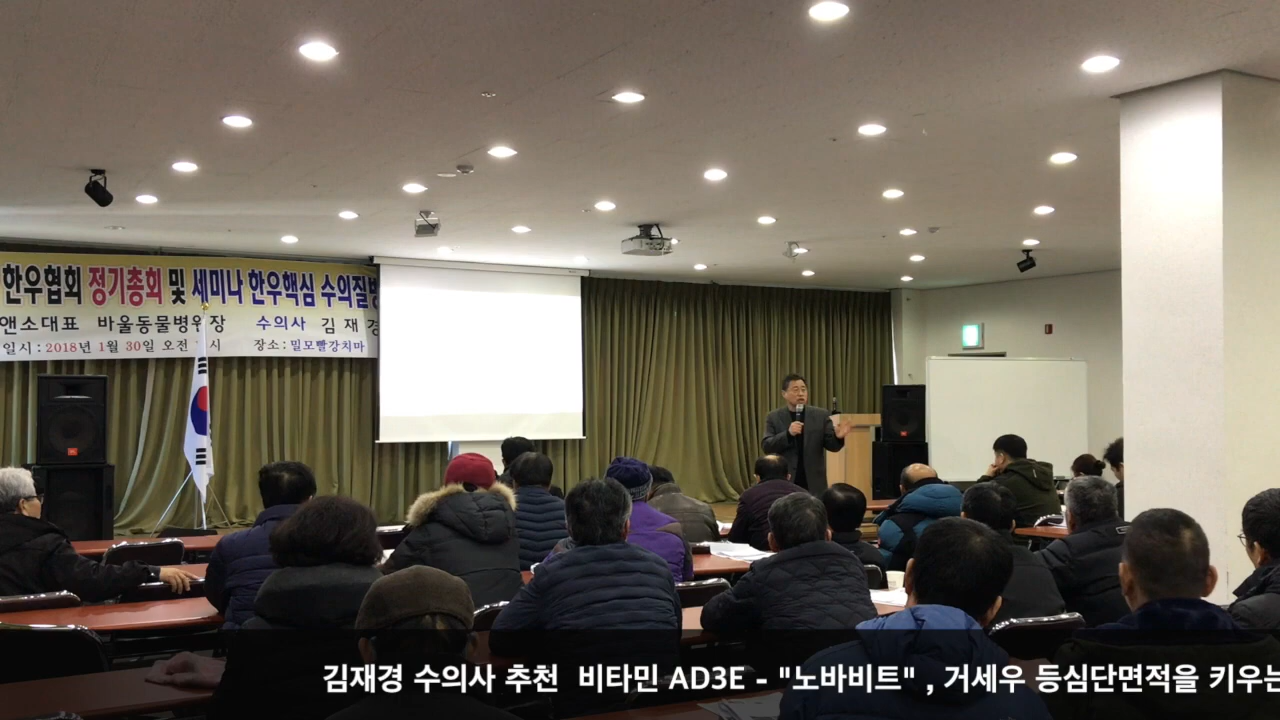 한우협회 정기총회 및 세미나 한우핵심 수의질병
앤소대표 바울동물병원장 수의사 김재경
일시 : 2018년 1월 30일 오전 시 장소 : 밀모빨강치마
김재경 수의사 추천 비타민 AD3E - "노바비트" , 거세우 등심단면적을 키우는